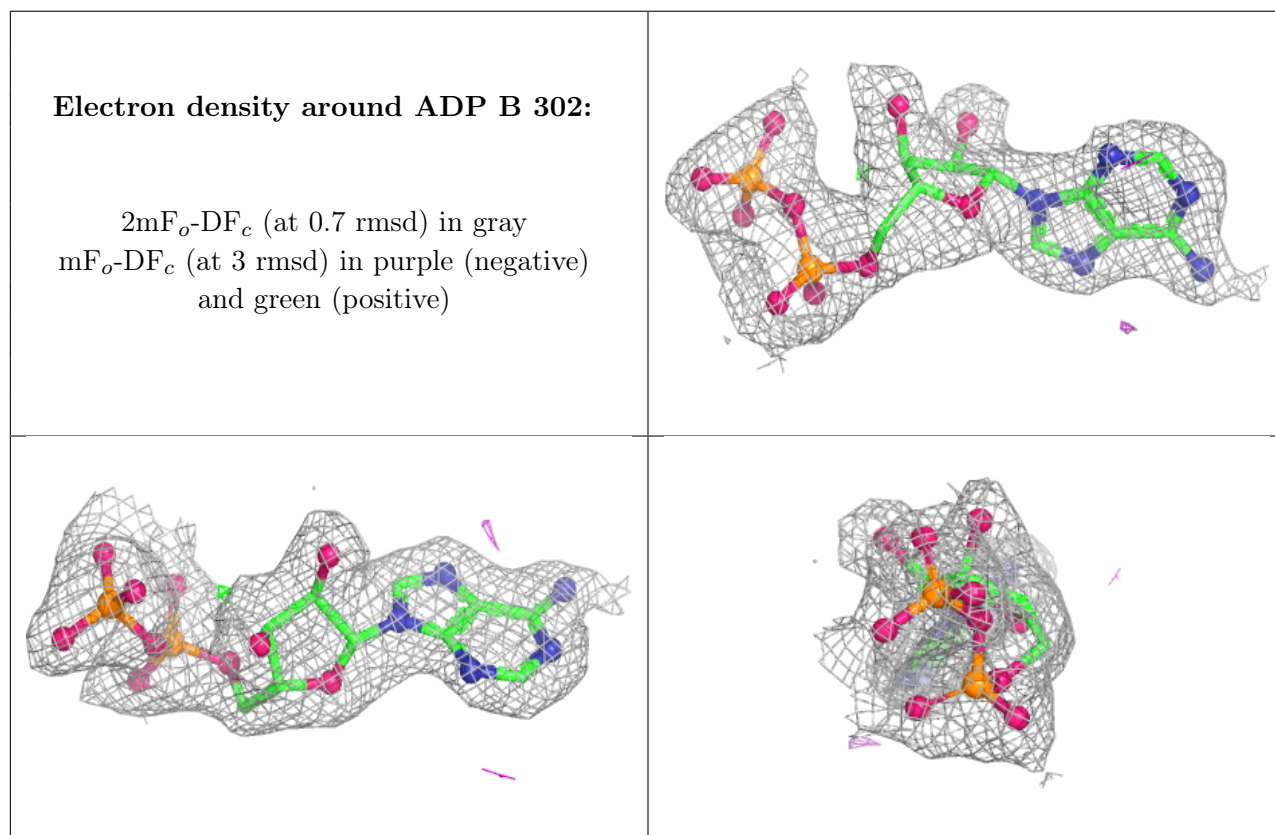 Electron density around ADP B 302:
2mFₒ-DF𝒸 (at 0.7 rmsd) in gray
mFₒ-DF𝒸 (at 3 rmsd) in purple (negative)
and green (positive)